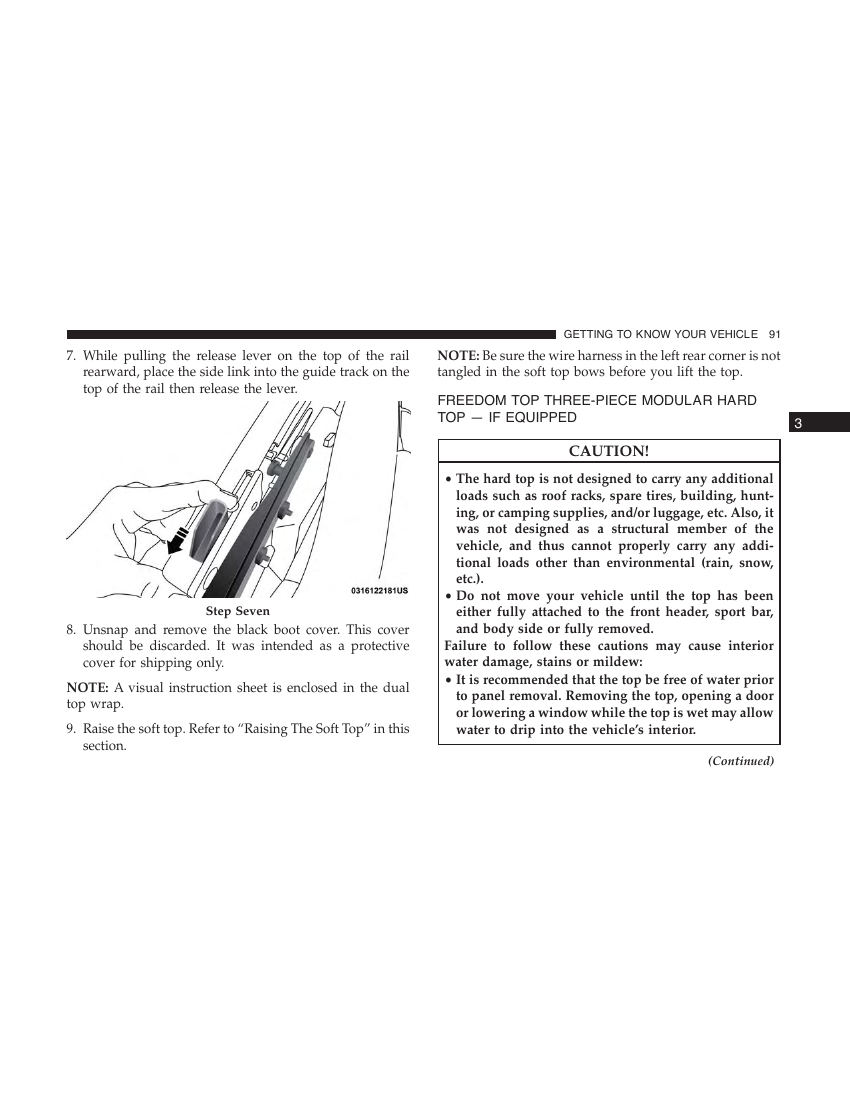 GETTING TO KNOW YOUR VEHICLE 91
7. While pulling the release lever on the top of the rail
rearward, place the side link into the guide track on the
top of the rail then release the lever.
0316122181US
Step Seven
8. Unsnap and remove the black boot cover. This cover
should be discarded. It was intended as a protective
cover for shipping only.
NOTE: A visual instruction sheet is enclosed in the dual
top wrap.
9. Raise the soft top. Refer to “Raising The Soft Top” in this
section.
NOTE: Be sure the wire harness in the left rear corner is not
tangled in the soft top bows before you lift the top.
FREEDOM TOP THREE-PIECE MODULAR HARD
TOP — IF EQUIPPED
3
CAUTION!
• The hard top is not designed to carry any additional
loads such as roof racks, spare tires, building, hunt-
ing, or camping supplies, and/or luggage, etc. Also, it
was not designed as a structural member of the
vehicle, and thus cannot properly carry any addi-
tional loads other than environmental (rain, snow,
etc.).
• Do not move your vehicle until the top has been
either fully attached to the front header, sport bar,
and body side or fully removed.
Failure to follow these cautions may cause interior
water damage, stains or mildew:
• It is recommended that the top be free of water prior
to panel removal. Removing the top, opening a door
or lowering a window while the top is wet may allow
water to drip into the vehicle’s interior.
(Continued)